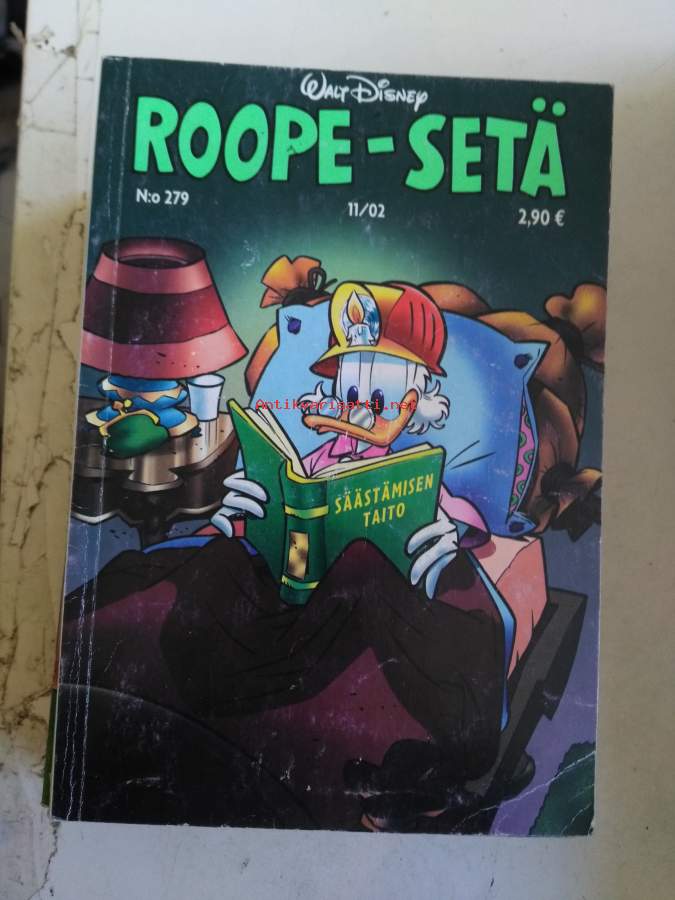 WALT DISNEY
ROOPE-SETÄ
N:o 279
11/02
2,90 €
Antikvariaatti.net
SÄÄSTÄMISEN
TAITO